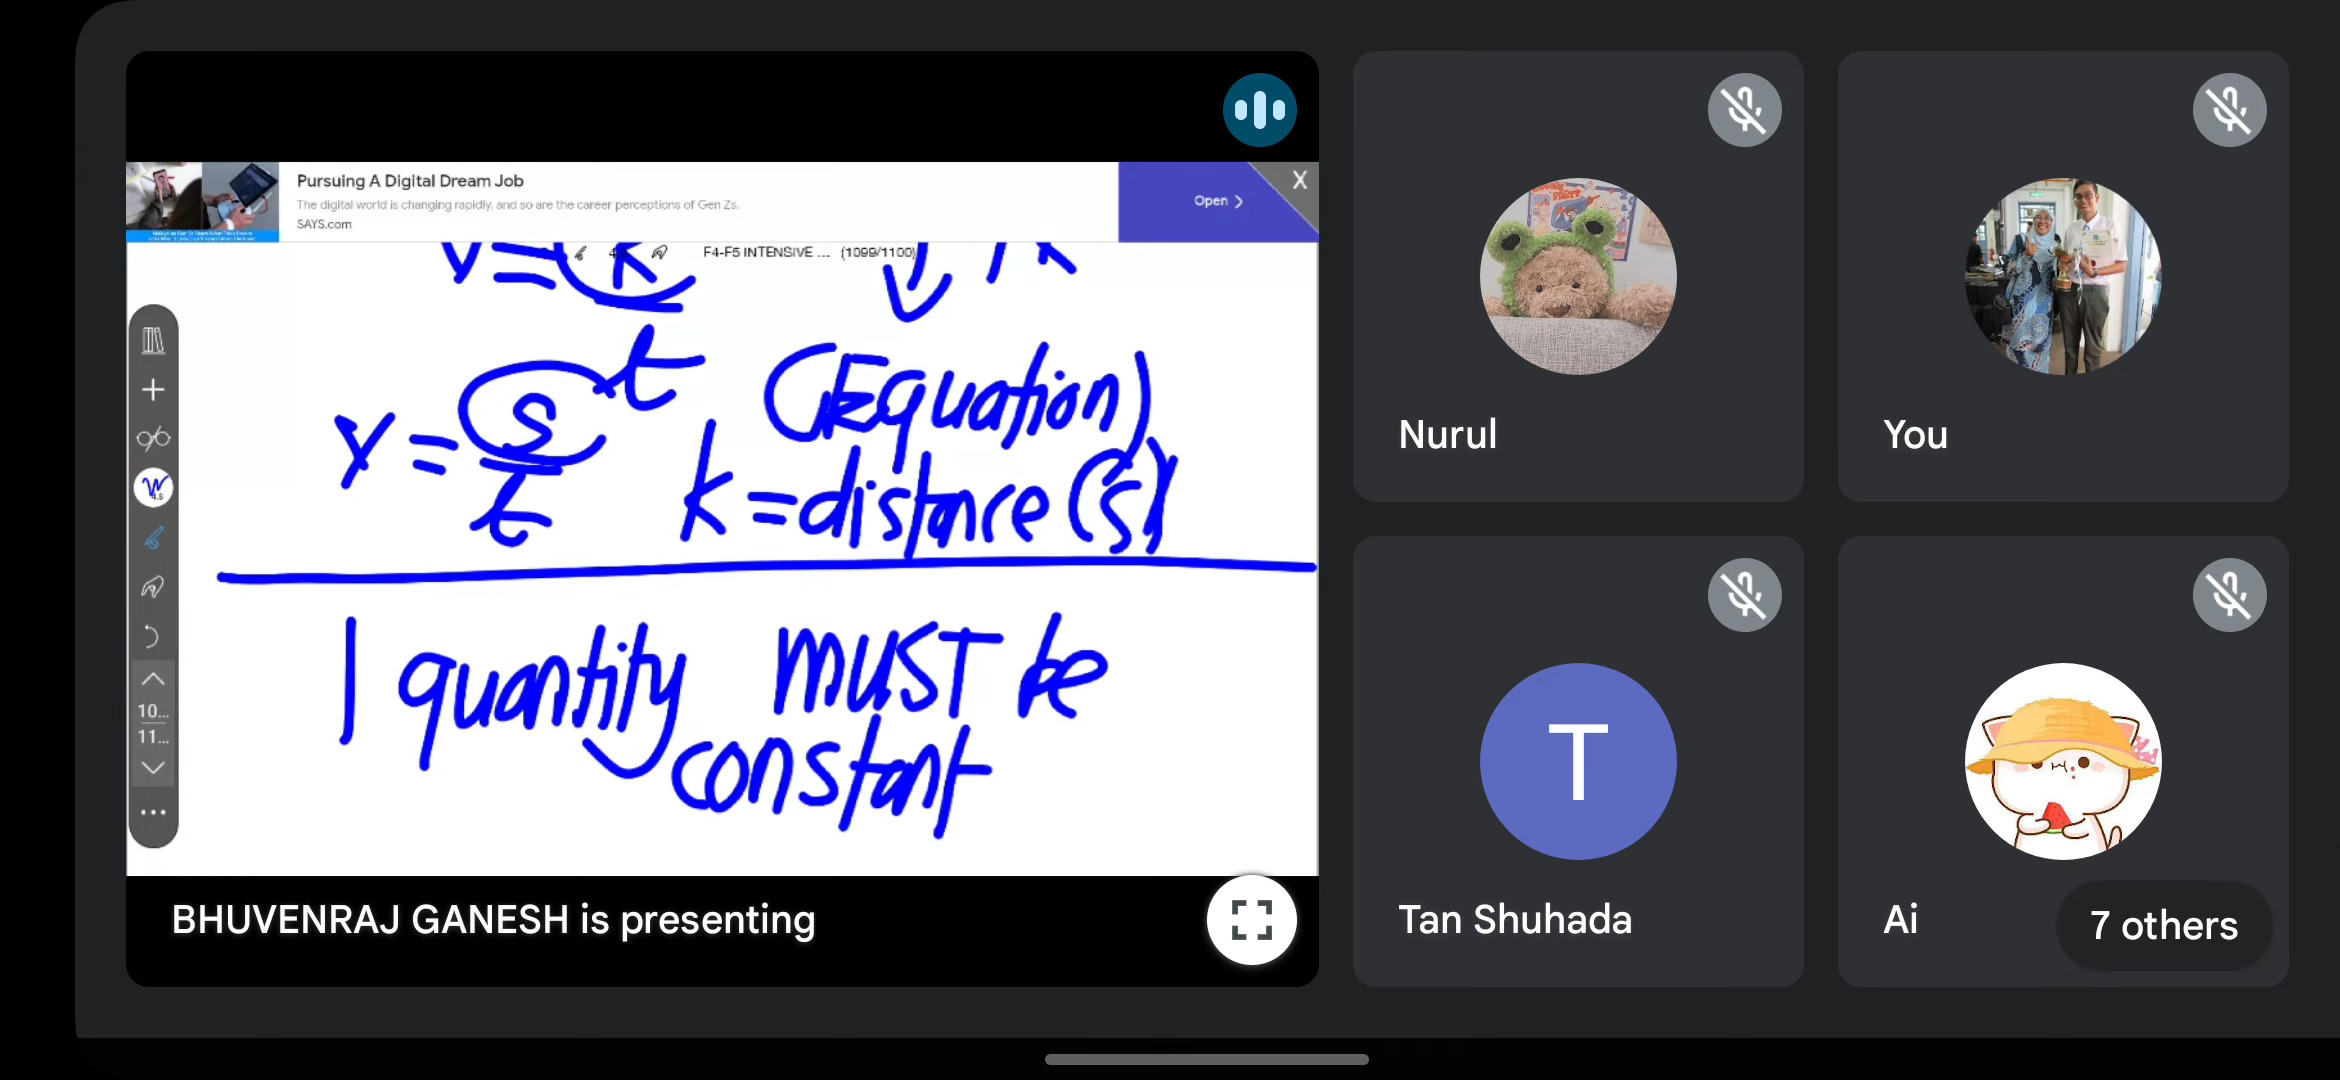 Pursuing A Digital Dream Job
The digital world is changing rapidly, and so are the career perceptions of Gen Zs.
SAYS.com
Open
X
F4-F5 INTENSIVE ... (1099/1100)
t
v = s/t
(Equation)
k = distance (s)
1 quantity MUST be
constant
10...
11...
BHUVENRAJ GANESH is presenting
Nurul
You
T
Tan Shuhada
Ai
7 others